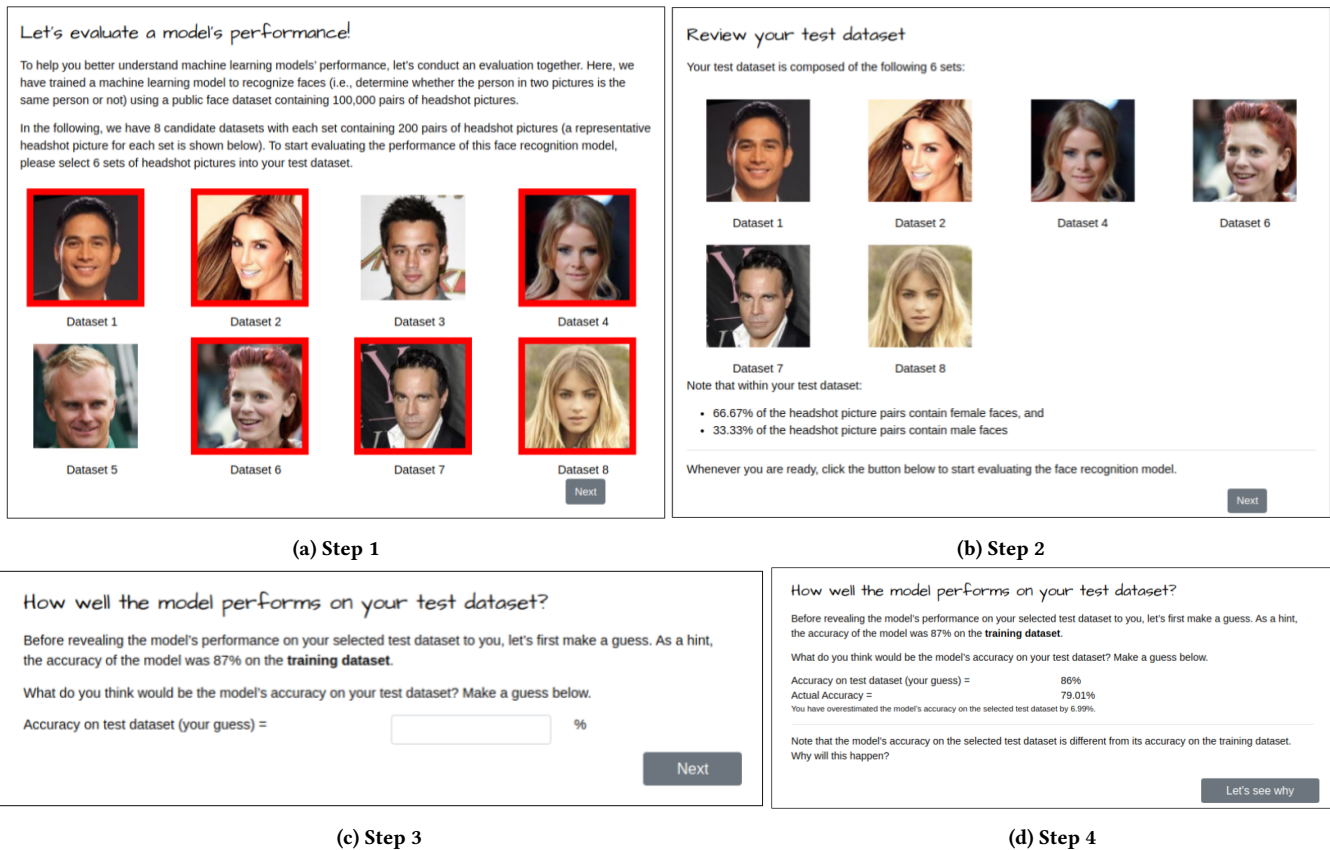 Let's evaluate a model's performance!
To help you better understand machine learning models' performance, let's conduct an evaluation together. Here, we
have trained a machine learning model to recognize faces (i.e., determine whether the person in two pictures is the
same person or not) using a public face dataset containing 100,000 pairs of headshot pictures.
In the following, we have 8 candidate datasets with each set containing 200 pairs of headshot pictures (a representative
headshot picture for each set is shown below). To start evaluating the performance of this face recognition model,
please select 6 sets of headshot pictures into your test dataset.
Dataset 1
Dataset 2
Dataset 3
Dataset 4
Dataset 5
Dataset 6
Dataset 7
Dataset 8
Next
(a) Step 1
Review your test dataset
Your test dataset is composed of the following 6 sets:
Dataset 1
Dataset 2
Dataset 4
Dataset 6
Dataset 7
Dataset 8
Note that within your test dataset:
• 66.67% of the headshot picture pairs contain female faces, and
• 33.33% of the headshot picture pairs contain male faces
Whenever you are ready, click the button below to start evaluating the face recognition model.
Next
(b) Step 2
How well the model performs on your test dataset?
Before revealing the model's performance on your selected test dataset to you, let's first make a guess. As a hint,
the accuracy of the model was 87% on the training dataset.
What do you think would be the model's accuracy on your test dataset? Make a guess below.
Accuracy on test dataset (your guess) = %
Next
(c) Step 3
How well the model performs on your test dataset?
Before revealing the model's performance on your selected test dataset to you, let's first make a guess. As a hint,
the accuracy of the model was 87% on the training dataset.
What do you think would be the model's accuracy on your test dataset? Make a guess below.
Accuracy on test dataset (your guess) = 86%
Actual Accuracy = 79.01%
You have overestimated the model's accuracy on the selected test dataset by 6.99%.
Note that the model's accuracy on the selected test dataset is different from its accuracy on the training dataset.
Why will this happen?
Let's see why
(d) Step 4